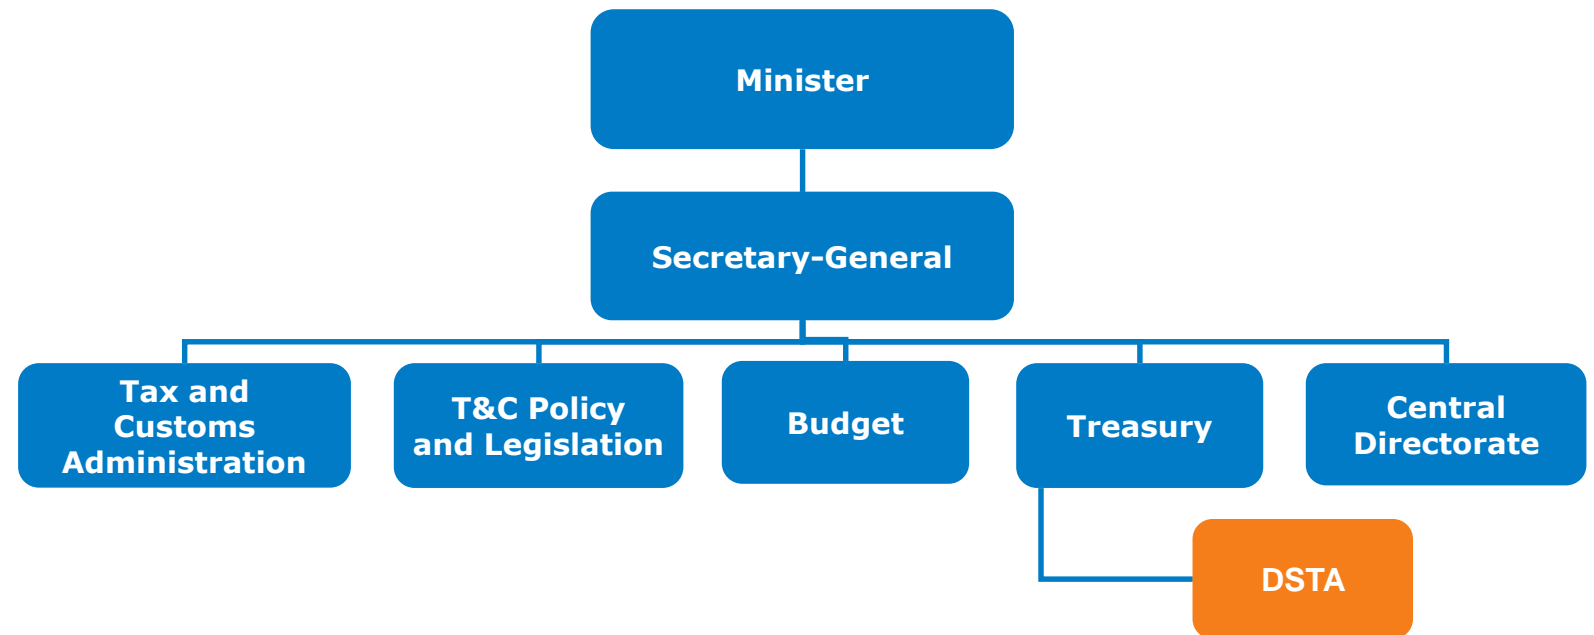 Minister
Secretary-General
Tax and
Customs
Administration
T&C Policy
and Legislation
Budget
Treasury
Central
Directorate
DSTA